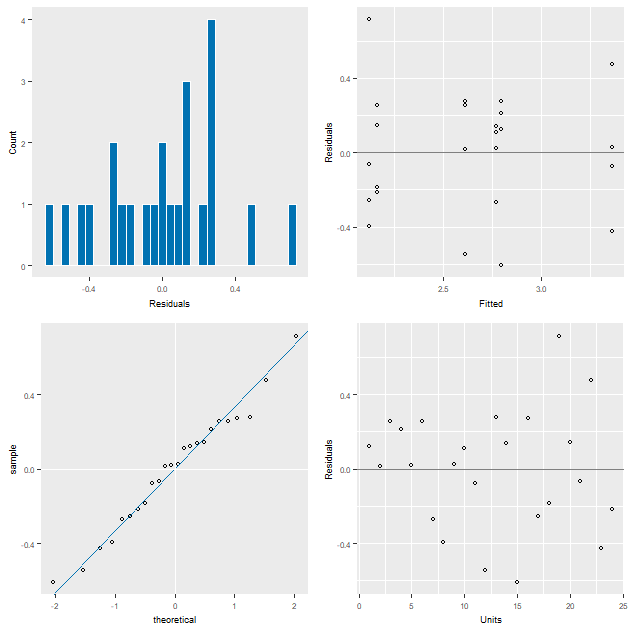 4
3
2
1
0
Count
-0.4 0.0 0.4
Residuals
0.4
0.0
-0.4
Residuals
2.5 3.0
Fitted
0.4
0.0
-0.4
sample
-2 -1 0 1 2
theoretical
0.4
0.0
-0.4
Residuals
0 5 10 15 20 25
Units